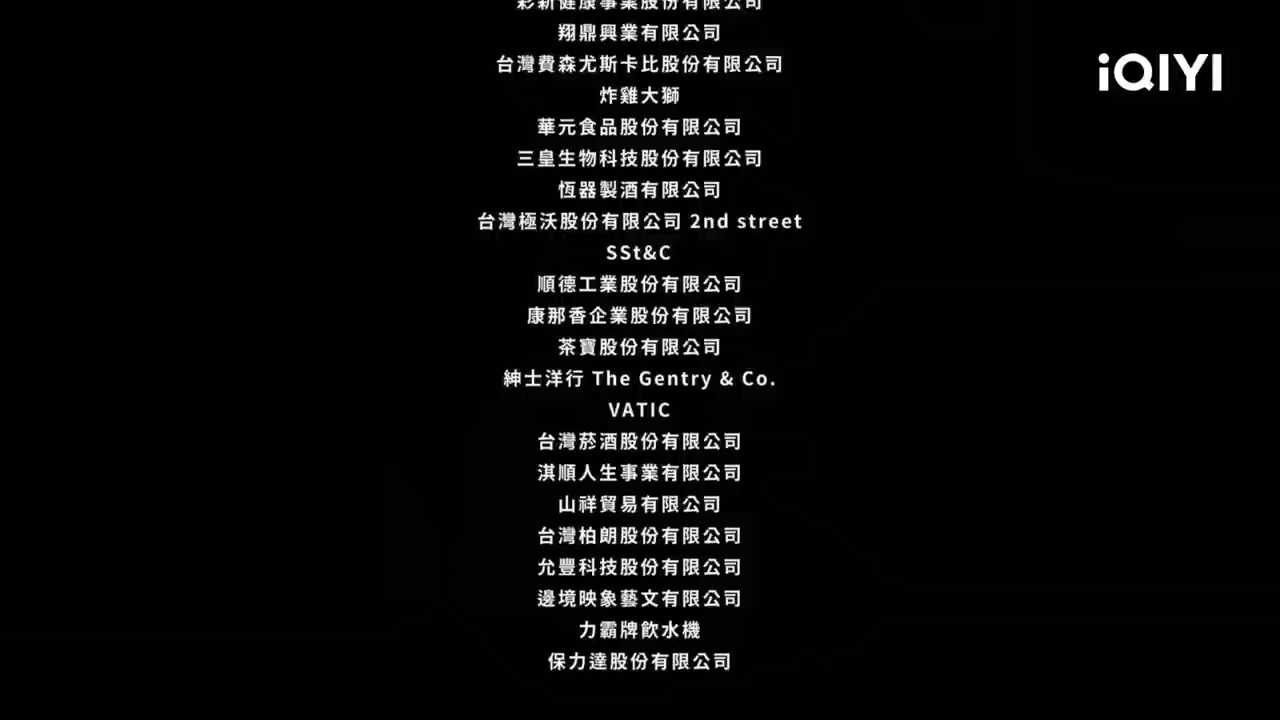 彩新健康事業股份有限公司
翔鼎興業有限公司
台灣費森尤斯卡比股份有限公司
炸雞大獅
華元食品股份有限公司
三皇生物科技股份有限公司
恆器製酒有限公司
台灣極沃股份有限公司 2nd street
SSt&C
順德工業股份有限公司
康那香企業股份有限公司
茶寶股份有限公司
紳士洋行 The Gentry & Co.
VATIC
台灣菸酒股份有限公司
淇順人生事業有限公司
山祥貿易有限公司
台灣柏朗股份有限公司
允豐科技股份有限公司
邊境映象藝文有限公司
力霸牌飲水機
保力達股份有限公司
iQIYI